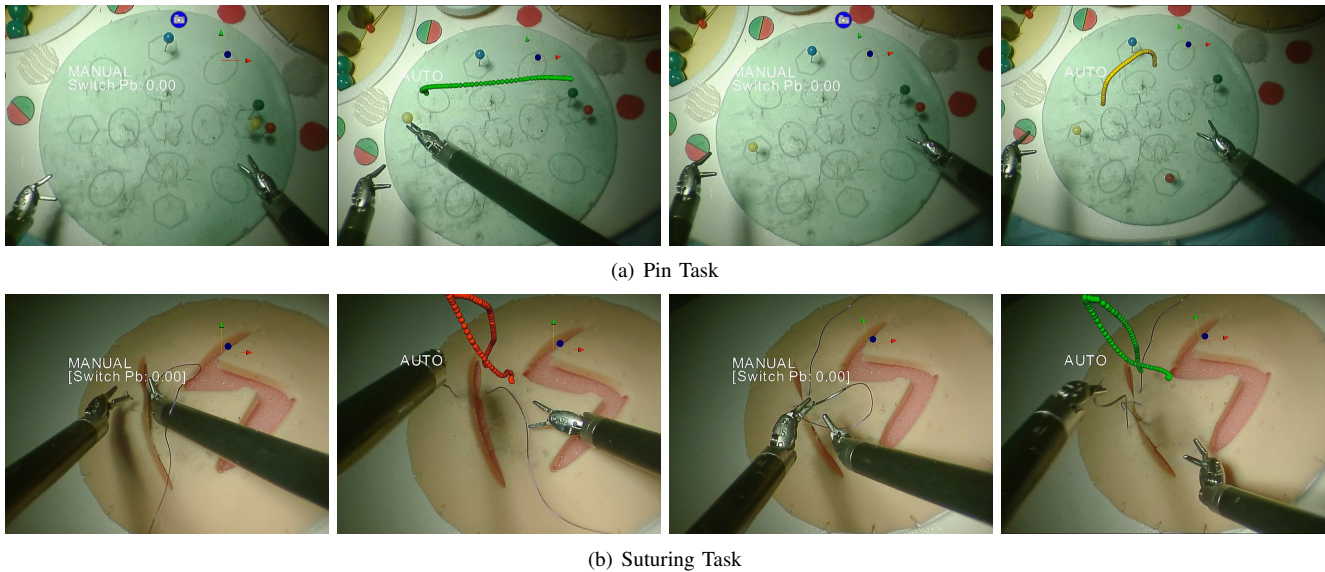 MANUAL
Switch Pb: 0.00
AUTO
MANUAL
Switch Pb: 0.00
AUTO
(a) Pin Task
MANUAL
[Switch Pb: 0.00]
AUTO
MANUAL
[Switch Pb: 0.00]
AUTO
(b) Suturing Task